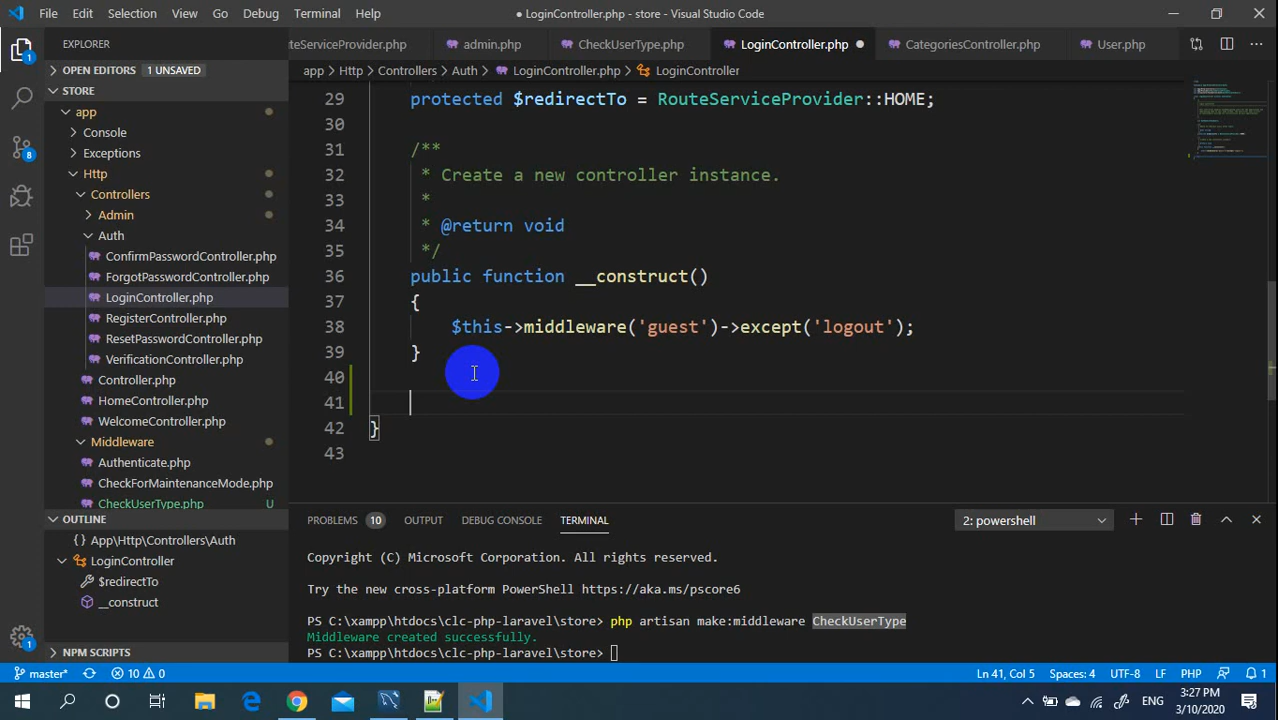 File Edit Selection View Go Debug Terminal Help
● LoginController.php - store - Visual Studio Code
EXPLORER
1
OPEN EDITORS 1 UNSAVED
STORE
app
Console
Exceptions
Http
Controllers
Admin
Auth
ConfirmPasswordController.php
ForgotPasswordController.php
LoginController.php
RegisterController.php
ResetPasswordController.php
VerificationController.php
Controller.php
HomeController.php
WelcomeController.php
Middleware
Authenticate.php
CheckForMaintenanceMode.php
CheckUserType.php U
OUTLINE
{} App\Http\Controllers\Auth
LoginController
$redirectTo
__construct
NPM SCRIPTS
8
1
uteServiceProvider.php admin.php CheckUserType.php LoginController.php ● CategoriesController.php User.php
app > Http > Controllers > Auth > LoginController.php > LoginController
29 protected $redirectTo = RouteServiceProvider::HOME;
30
31 /**
32 * Create a new controller instance.
33 *
34 * @return void
35 */
36 public function __construct()
37 {
38 $this->middleware('guest')->except('logout');
39 }
40
41
42 }
43
PROBLEMS 10 OUTPUT DEBUG CONSOLE TERMINAL 2: powershell
Copyright (C) Microsoft Corporation. All rights reserved.
Try the new cross-platform PowerShell https://aka.ms/pscore6
PS C:\xampp\htdocs\clc-php-laravel\store> php artisan make:middleware CheckUserType
Middleware created successfully.
PS C:\xampp\htdocs\clc-php-laravel\store>
master* 10 0 Ln 41, Col 5 Spaces: 4 UTF-8 LF PHP 1
ENG 3:27 PM
3/10/2020